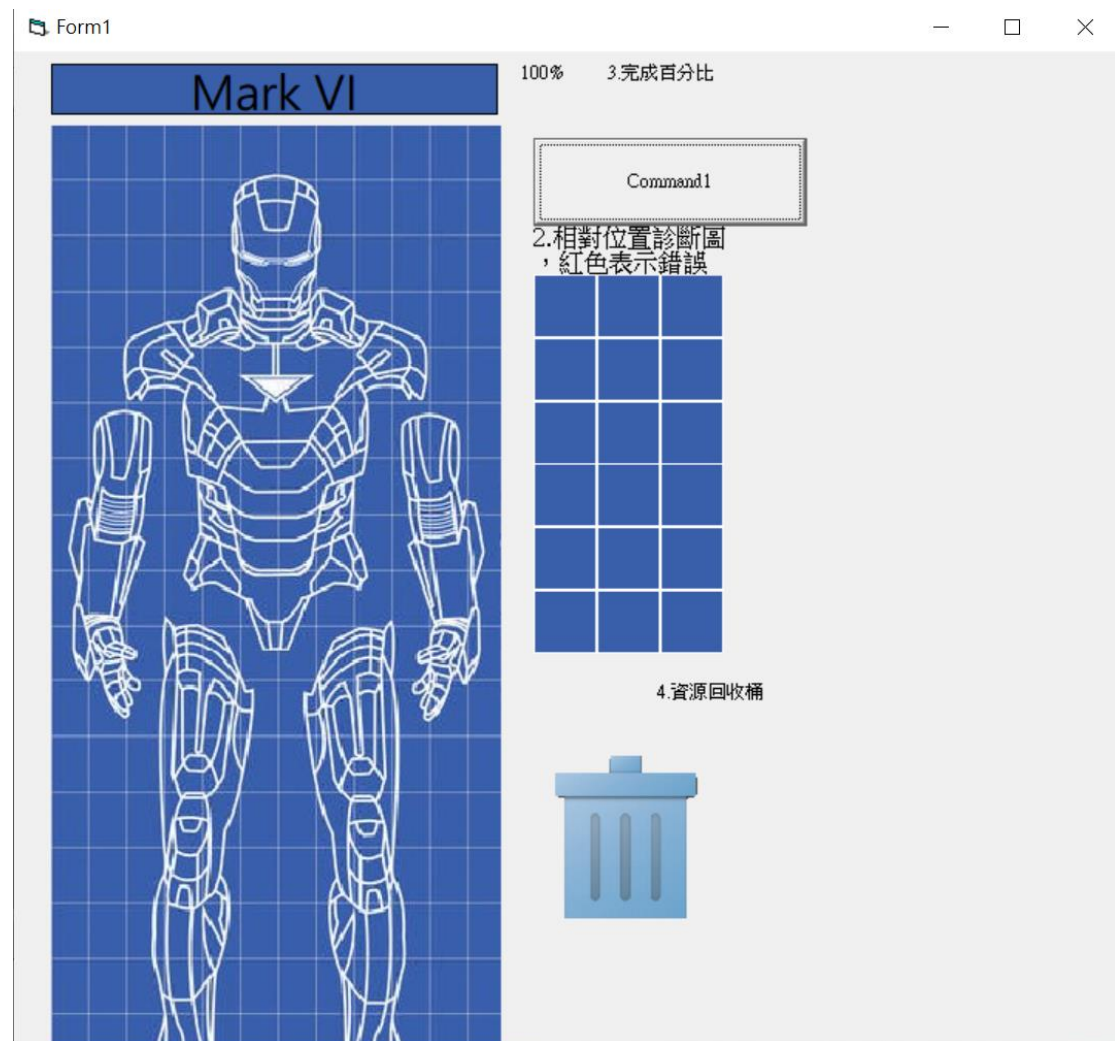 Form1
Mark VI
100%
3.完成百分比
Command1
2.相對位置診斷圖
，紅色表示錯誤
4.資源回收桶